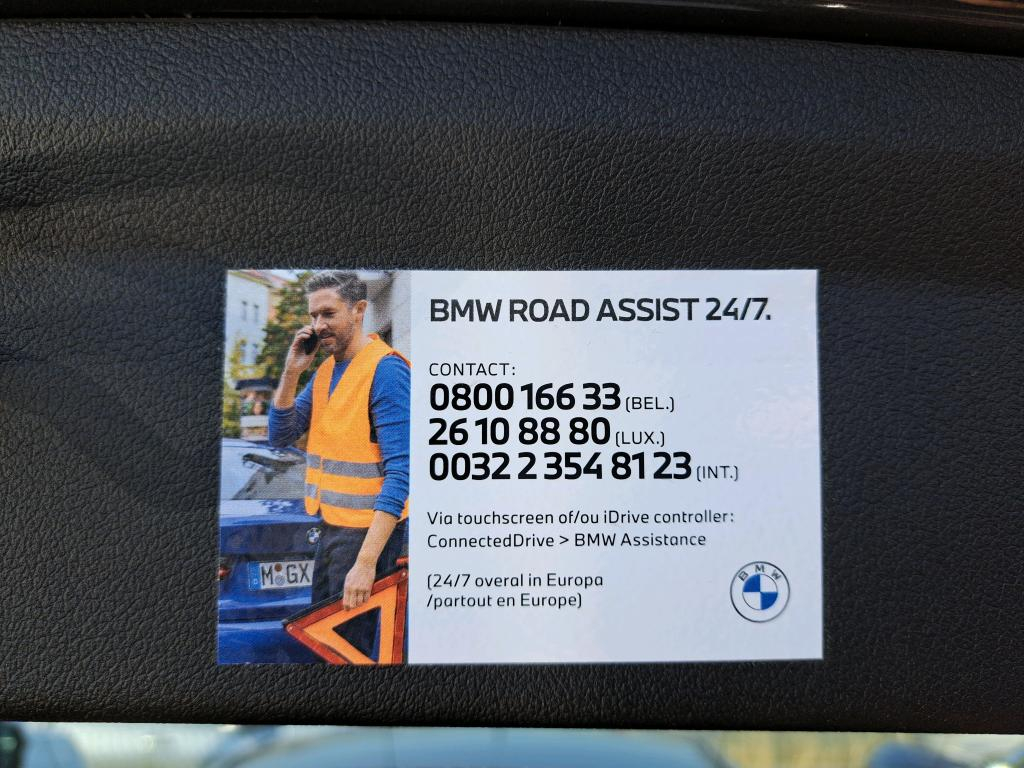 BMW ROAD ASSIST 24/7.
CONTACT:
0800 166 33 (BEL.)
26 10 88 80 (LUX.)
0032 2 354 81 23 (INT.)
Via touchscreen of/ou iDrive controller:
ConnectedDrive > BMW Assistance
(24/7 overal in Europa
/partout en Europe)
BMW
M GX